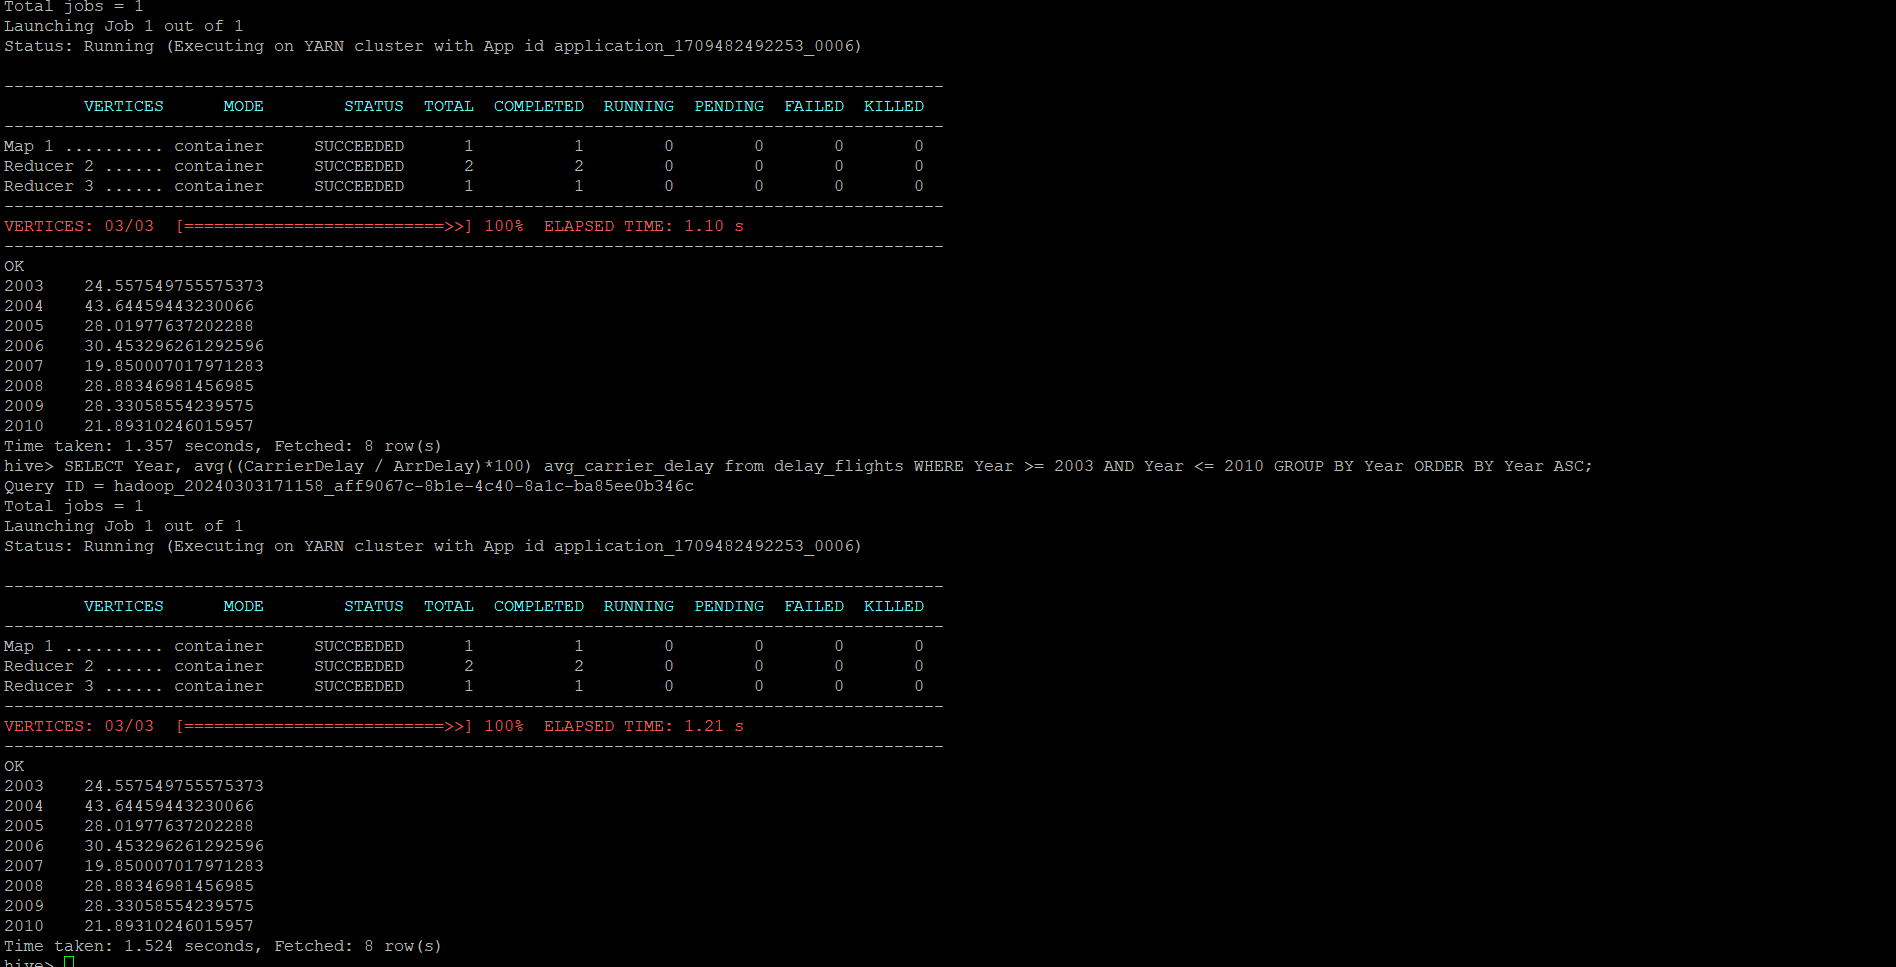 Total jobs = 1
Launching Job 1 out of 1
Status: Running (Executing on YARN cluster with App id application_1709482492253_0006)
----------------------------------------------------------------------------------------------
        VERTICES      MODE        STATUS  TOTAL  COMPLETED  RUNNING  PENDING  FAILED  KILLED
----------------------------------------------------------------------------------------------
Map 1 .......... container     SUCCEEDED      1          1        0        0       0       0
Reducer 2 ...... container     SUCCEEDED      2          2        0        0       0       0
Reducer 3 ...... container     SUCCEEDED      1          1        0        0       0       0
----------------------------------------------------------------------------------------------
VERTICES: 03/03  [==========================>>] 100%  ELAPSED TIME: 1.10 s
----------------------------------------------------------------------------------------------
OK
2003    24.557549755575373
2004    43.64459443230066
2005    28.01977637202288
2006    30.453296261292596
2007    19.850007017971283
2008    28.88346981456985
2009    28.33058554239575
2010    21.89310246015957
Time taken: 1.357 seconds, Fetched: 8 row(s)
hive> SELECT Year, avg((CarrierDelay / ArrDelay)*100) avg_carrier_delay from delay_flights WHERE Year >= 2003 AND Year <= 2010 GROUP BY Year ORDER BY Year ASC;
Query ID = hadoop_20240303171158_aff9067c-8b1e-4c40-8a1c-ba85ee0b346c
Total jobs = 1
Launching Job 1 out of 1
Status: Running (Executing on YARN cluster with App id application_1709482492253_0006)
----------------------------------------------------------------------------------------------
        VERTICES      MODE        STATUS  TOTAL  COMPLETED  RUNNING  PENDING  FAILED  KILLED
----------------------------------------------------------------------------------------------
Map 1 .......... container     SUCCEEDED      1          1        0        0       0       0
Reducer 2 ...... container     SUCCEEDED      2          2        0        0       0       0
Reducer 3 ...... container     SUCCEEDED      1          1        0        0       0       0
----------------------------------------------------------------------------------------------
VERTICES: 03/03  [==========================>>] 100%  ELAPSED TIME: 1.21 s
----------------------------------------------------------------------------------------------
OK
2003    24.557549755575373
2004    43.64459443230066
2005    28.01977637202288
2006    30.453296261292596
2007    19.850007017971283
2008    28.88346981456985
2009    28.33058554239575
2010    21.89310246015957
Time taken: 1.524 seconds, Fetched: 8 row(s)
hive>